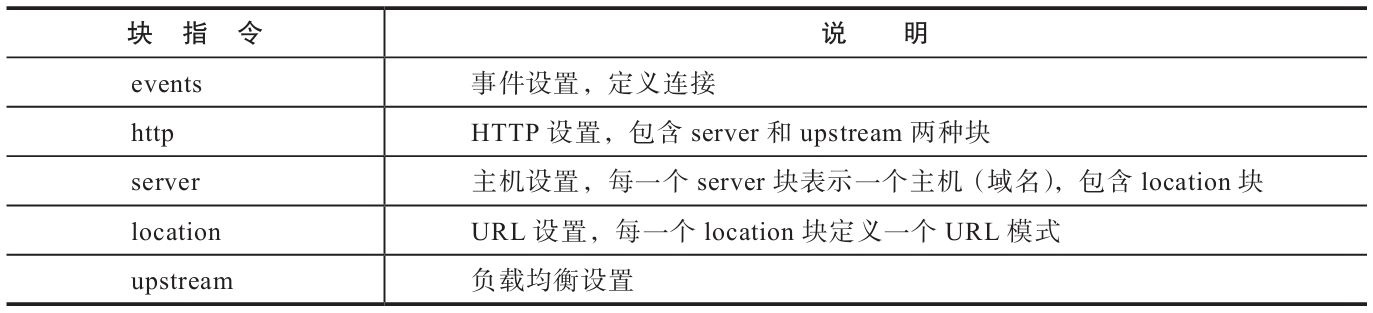 块 指 令 说 明
events 事件设置，定义连接
http HTTP 设置，包含 server 和 upstream 两种块
server 主机设置，每一个 server 块表示一个主机（域名），包含 location 块
location URL 设置，每一个 location 块定义一个 URL 模式
upstream 负载均衡设置